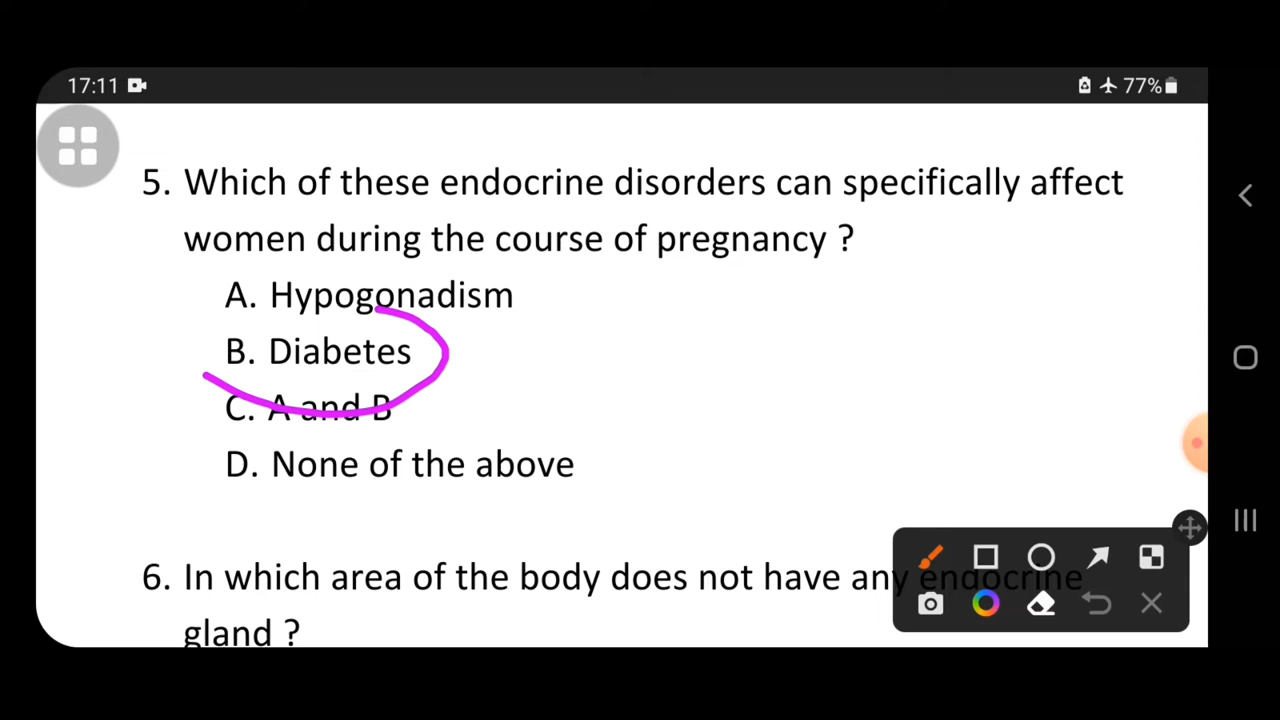 17:11
77%
5. Which of these endocrine disorders can specifically affect
women during the course of pregnancy ?
A. Hypogonadism
B. Diabetes
C. A and B
D. None of the above
6. In which area of the body does not have any endocrine
gland ?